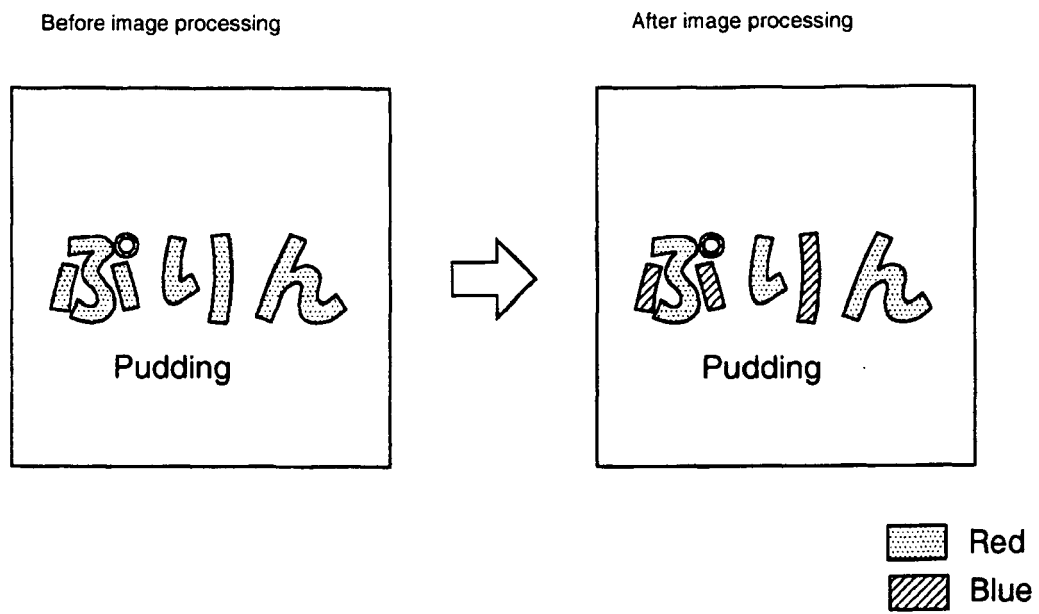 Before image processing
After image processing
ぷりん
Pudding
ぷりん
Pudding
Red
Blue